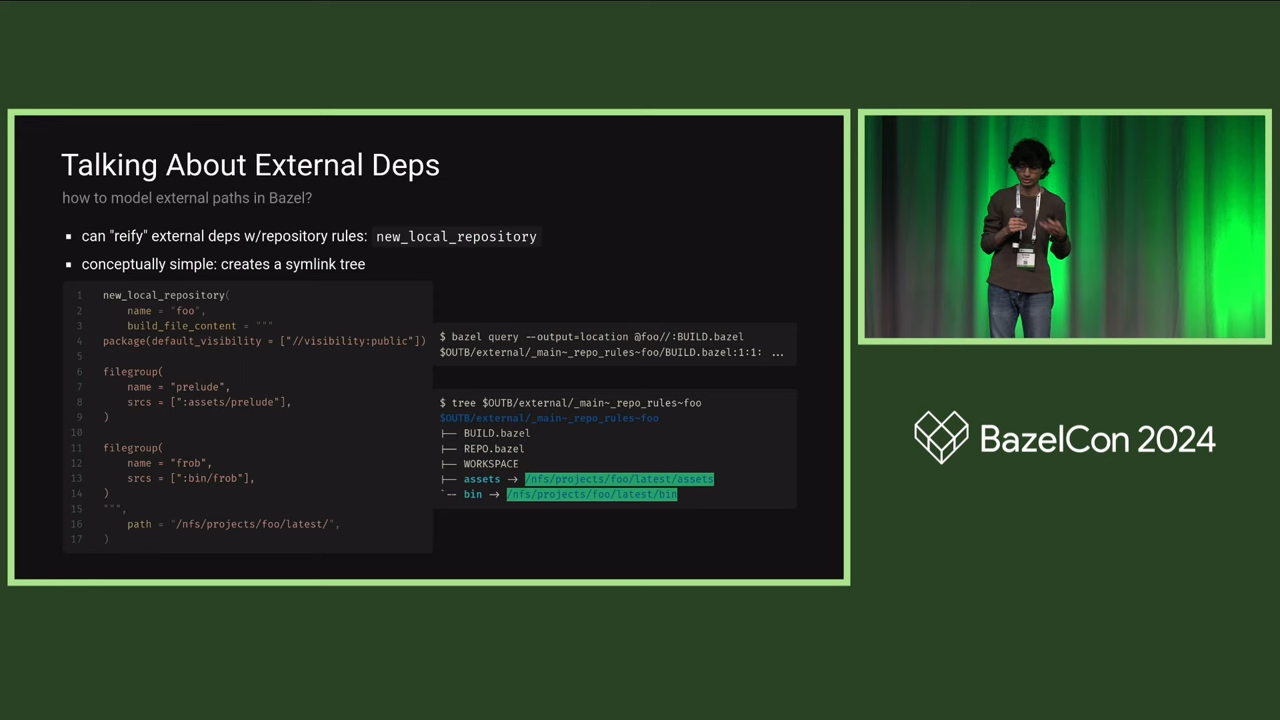 Talking About External Deps
how to model external paths in Bazel?
▪ can "reify" external deps w/repository rules: new_local_repository
▪ conceptually simple: creates a symlink tree
1 new_local_repository(
2 name = "foo",
3 build_file_content = """
4 package(default_visibility = ["//visibility:public"])
5
6 filegroup(
7 name = "prelude",
8 srcs = [":assets/prelude"],
9 )
10
11 filegroup(
12 name = "frob",
13 srcs = [":bin/frob"],
14 )
15 """,
16 path = "/nfs/projects/foo/latest/",
17 )
$ bazel query --output=location @foo//:BUILD.bazel
$OUTB/external/_main~_repo_rules~foo/BUILD.bazel:1:1: ...
$ tree $OUTB/external/_main~_repo_rules~foo
$OUTB/external/_main~_repo_rules~foo
├── BUILD.bazel
├── REPO.bazel
├── WORKSPACE
├── assets -> /nfs/projects/foo/latest/assets
`-- bin -> /nfs/projects/foo/latest/bin
BazelCon 2024